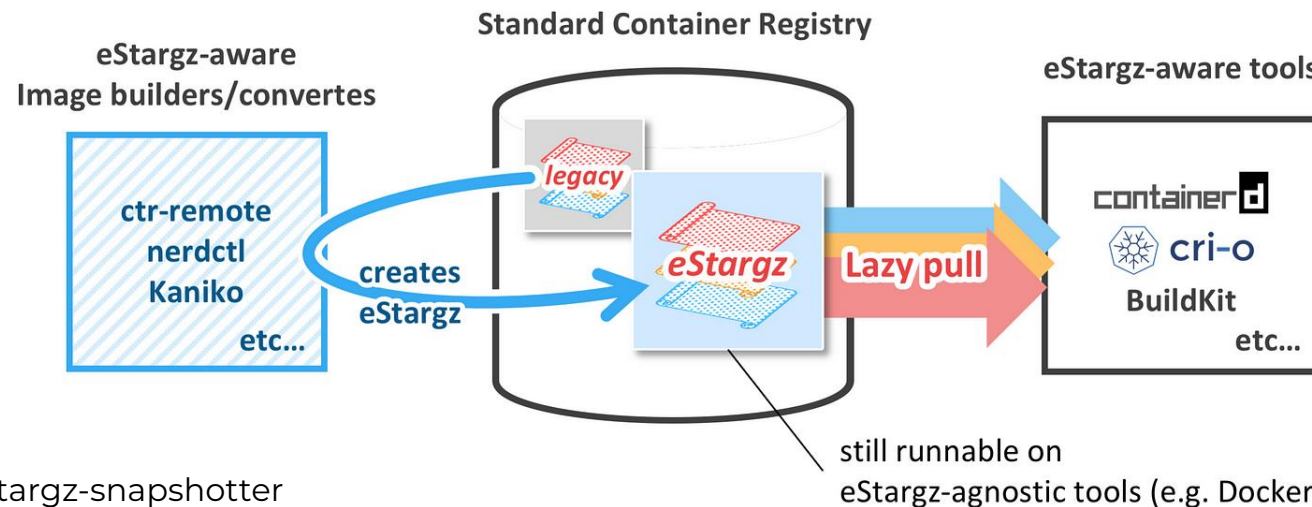 Standard Container Registry
eStargz-aware
Image builders/convertes
eStargz-aware tools
ctr-remote
nerdctl
Kaniko
etc...
legacy
creates
eStargz
eStargz
Lazy pull
containerd
cri-o
BuildKit
etc...
still runnable on
eStargz-agnostic tools (e.g. Docker
targz-snapshotter